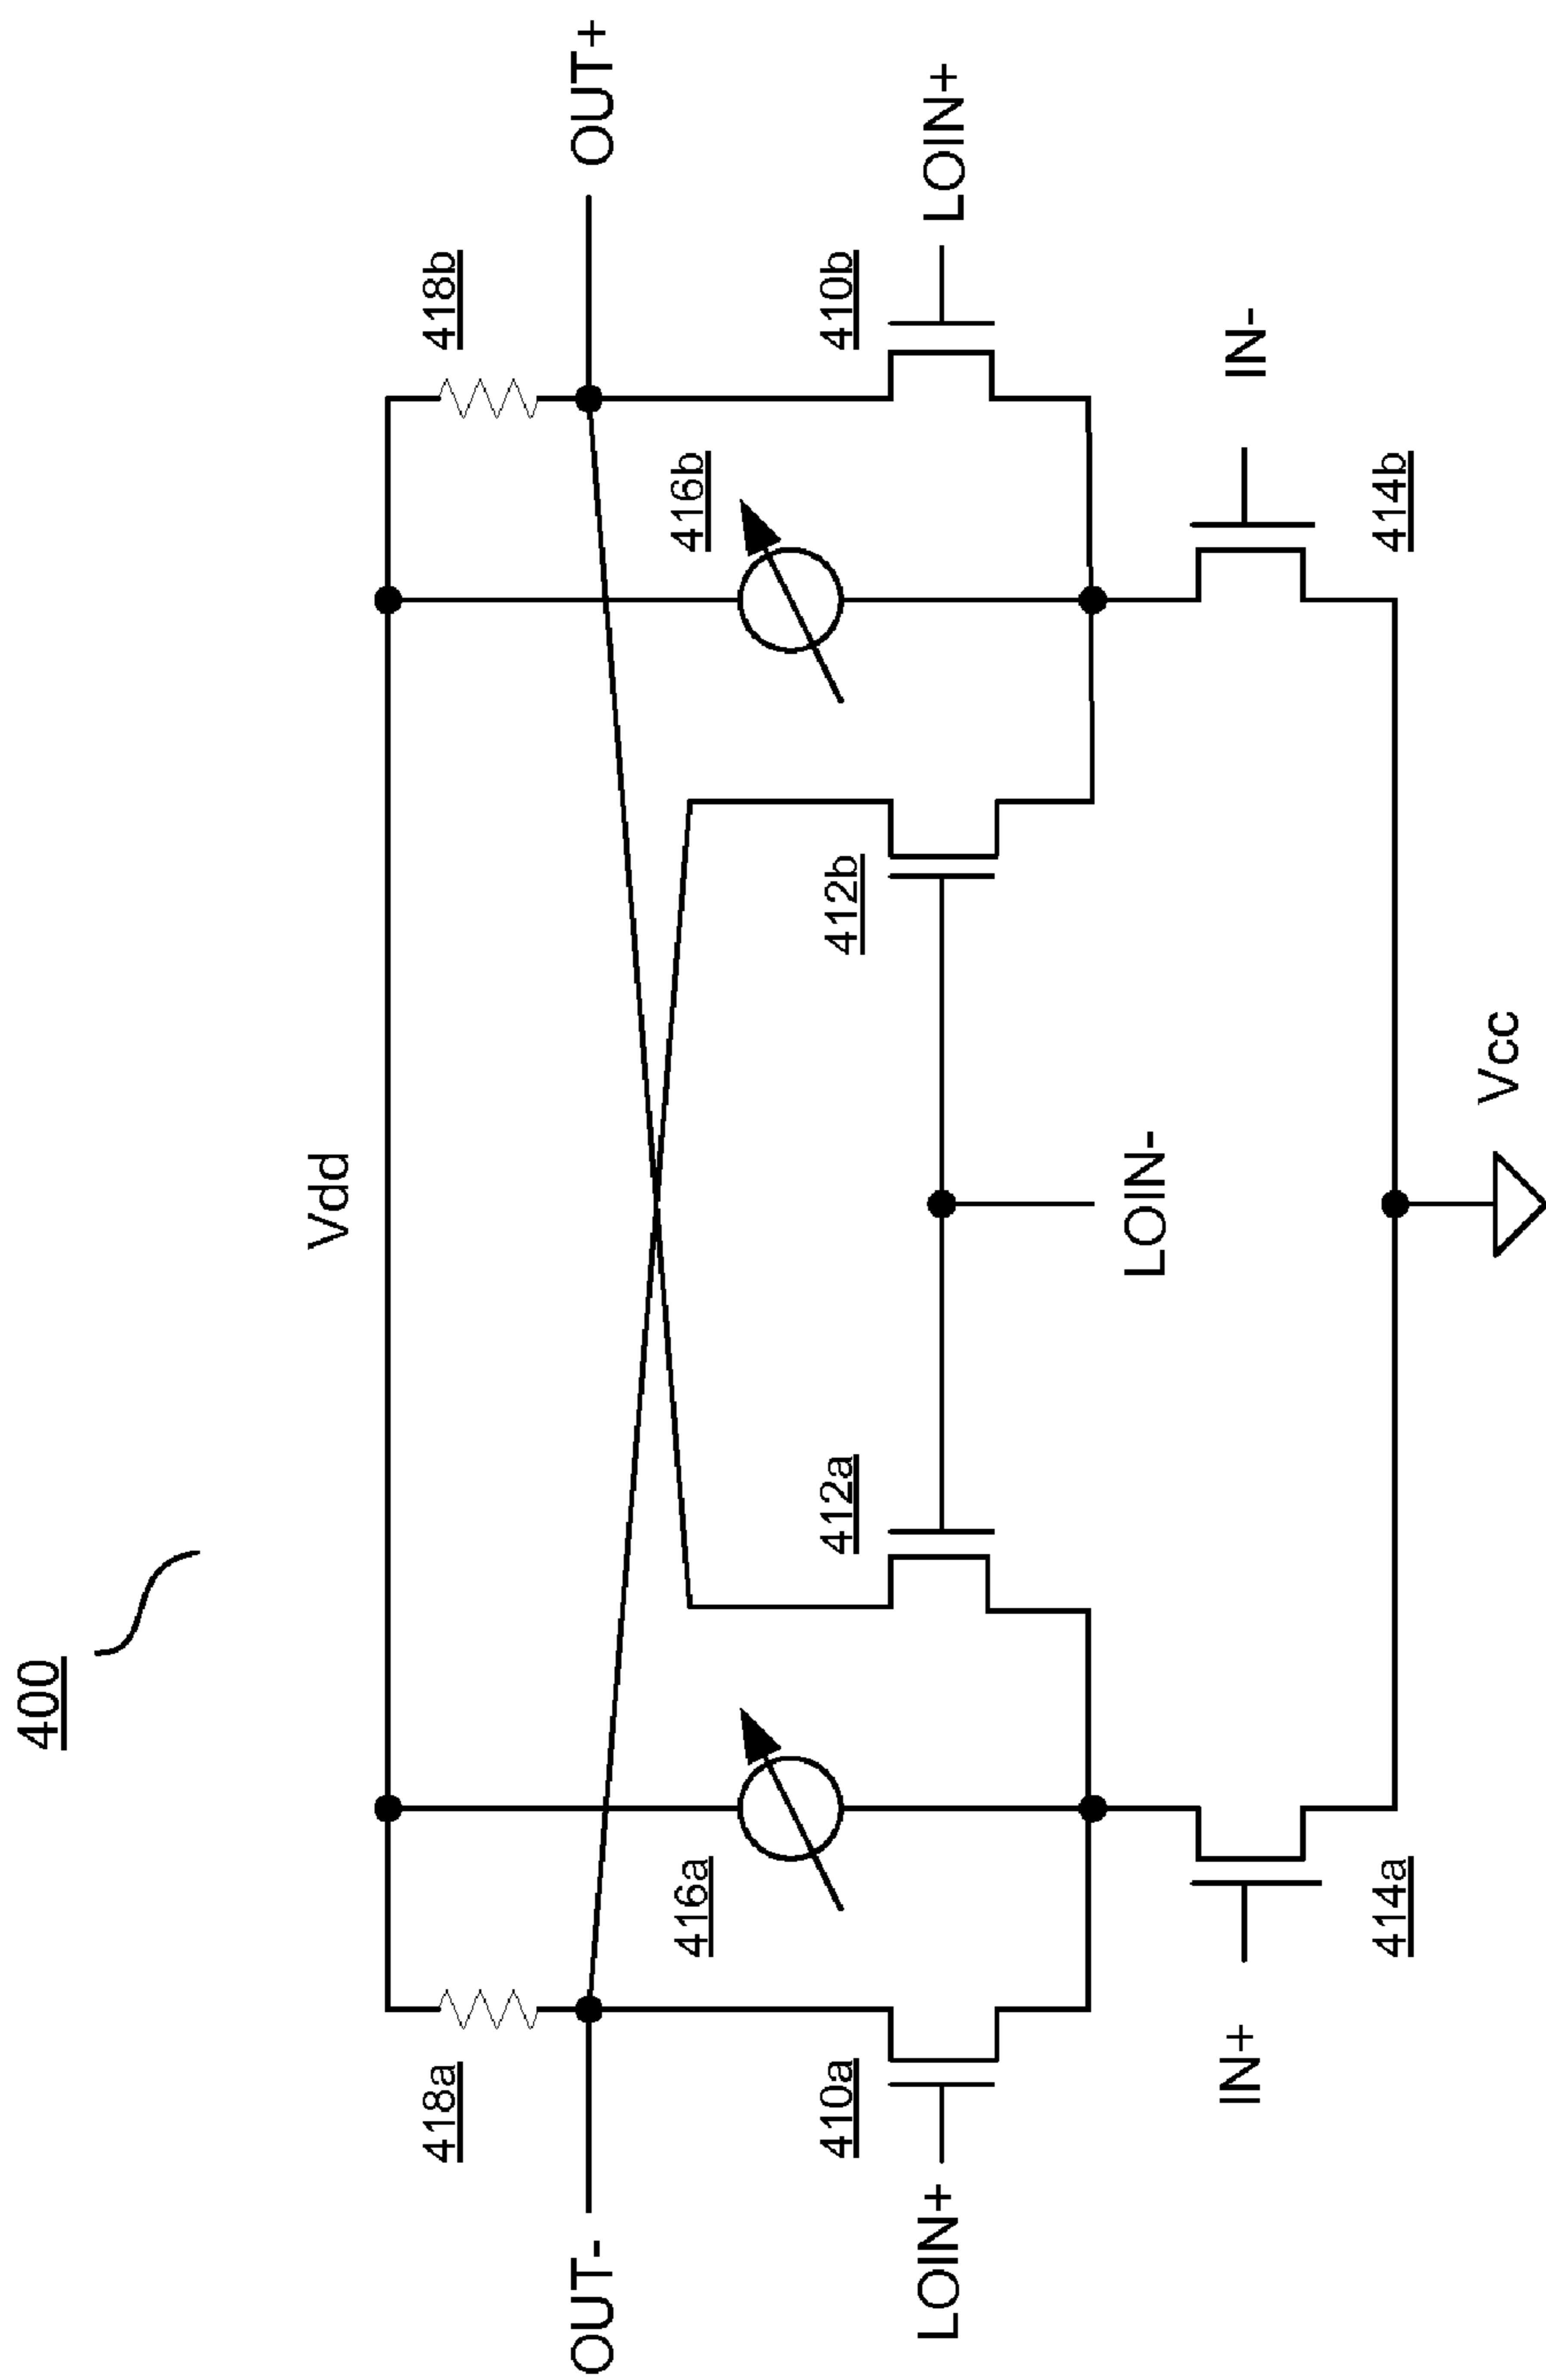 400
Vdd
418a
418b
OUT-
OUT+
416a
416b
410a
412a
412b
410b
LOIN+
LOIN+
LOIN-
IN+
IN-
414a
414b
Vcc